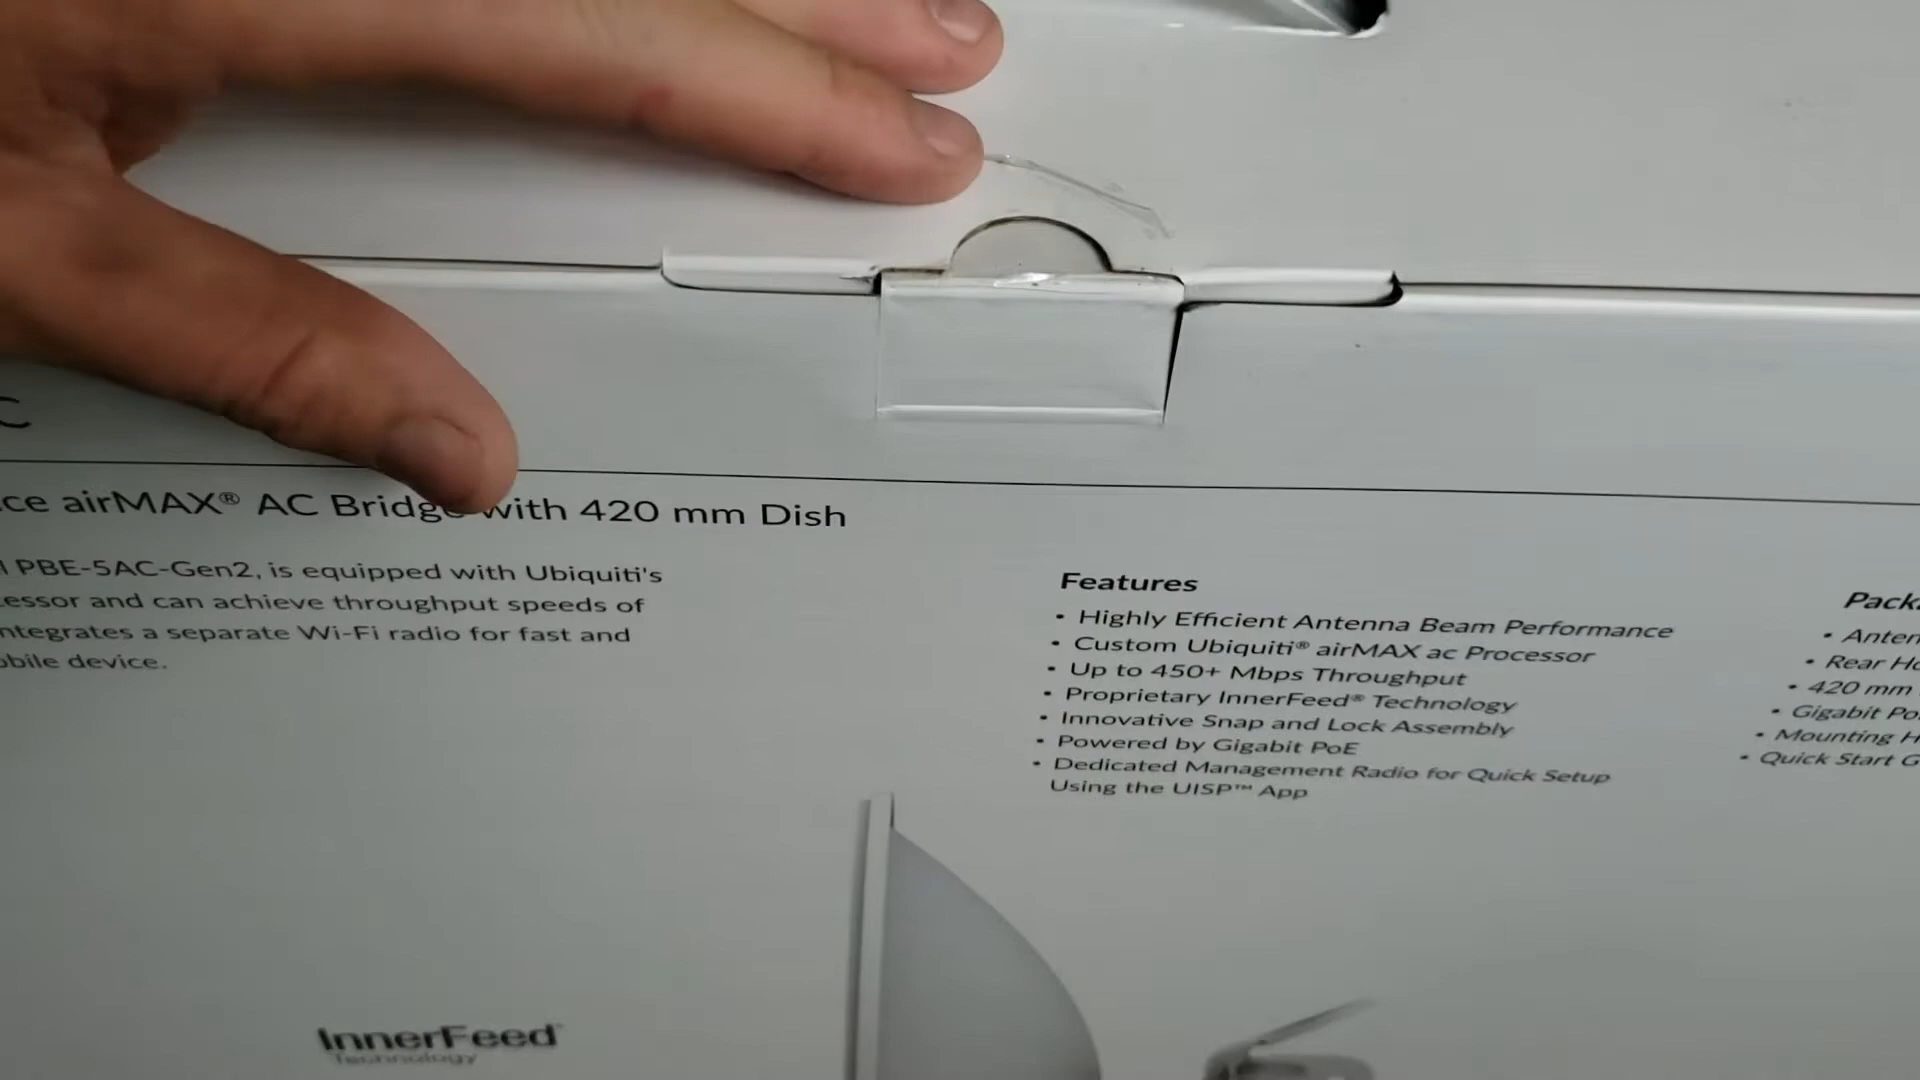 C
ce airMAX® AC Bridge with 420 mm Dish
PBE-5AC-Gen2, is equipped with Ubiquiti's
essor and can achieve throughput speeds of
ntegrates a separate Wi-Fi radio for fast and
obile device.
Features
• Highly Efficient Antenna Beam Performance
• Custom Ubiquiti® airMAX ac Processor
• Up to 450+ Mbps Throughput
• Proprietary InnerFeed® Technology
• Innovative Snap and Lock Assembly
• Powered by Gigabit PoE
• Dedicated Management Radio for Quick Setup
Using the UISP™ App
Pack
• Anten
• Rear Ho
• 420 mm
• Gigabit Po
• Mounting H
• Quick Start G
InnerFeed™
Technology